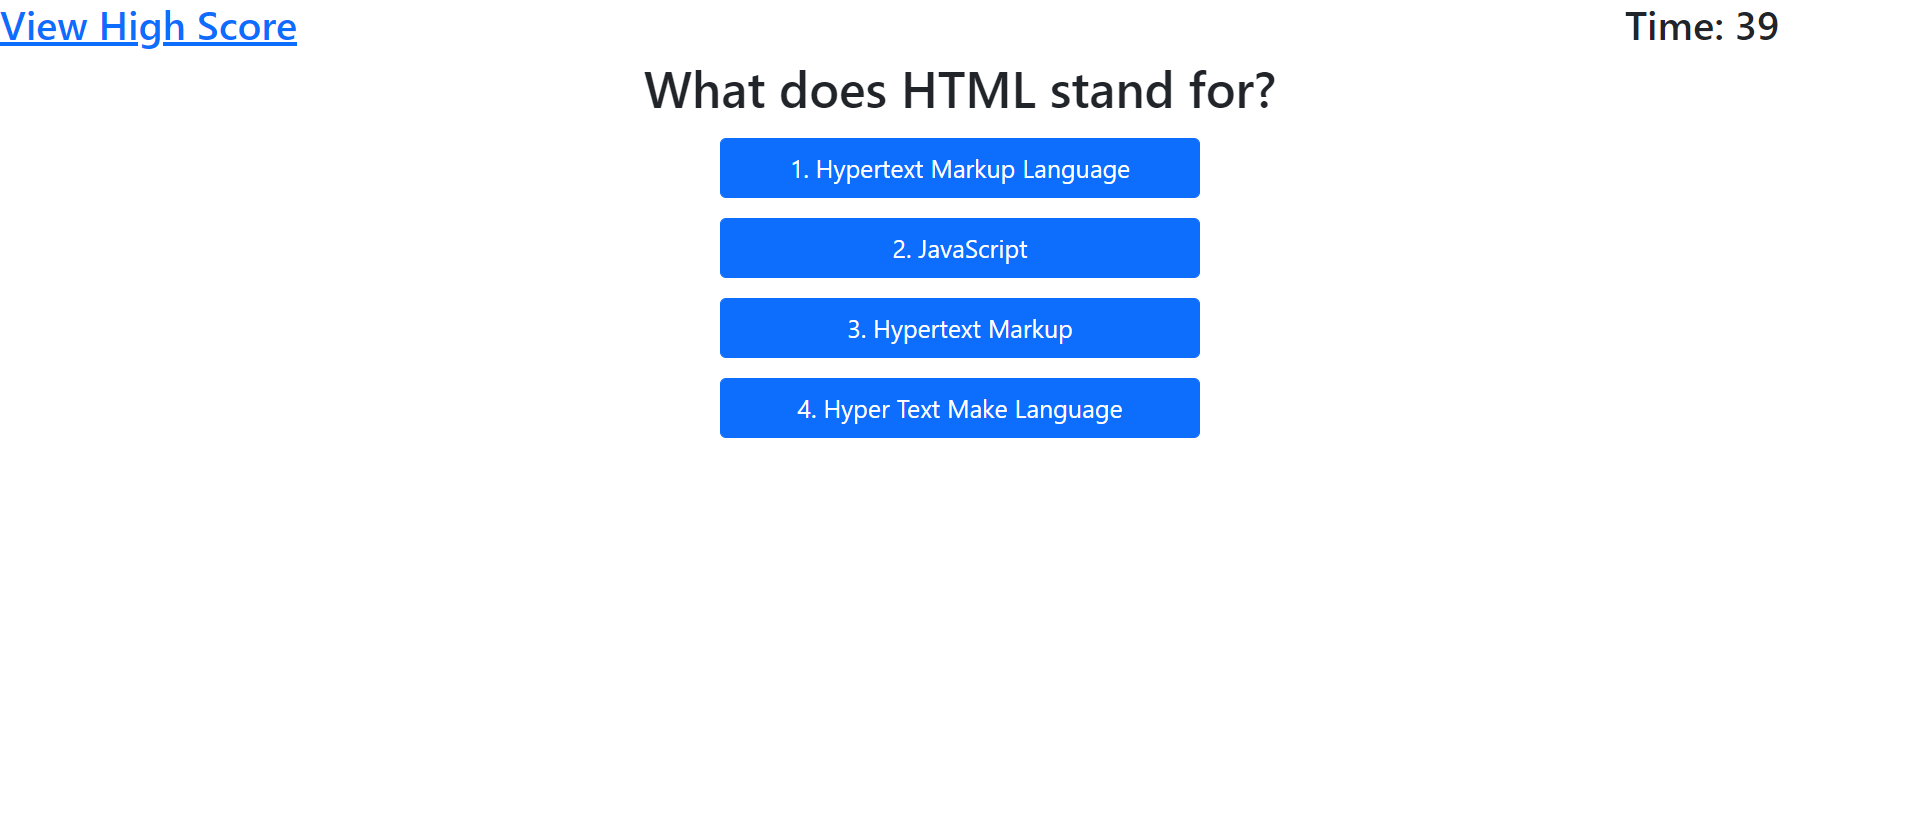 View High Score
Time: 39
What does HTML stand for?
1. Hypertext Markup Language
2. JavaScript
3. Hypertext Markup
4. Hyper Text Make Language